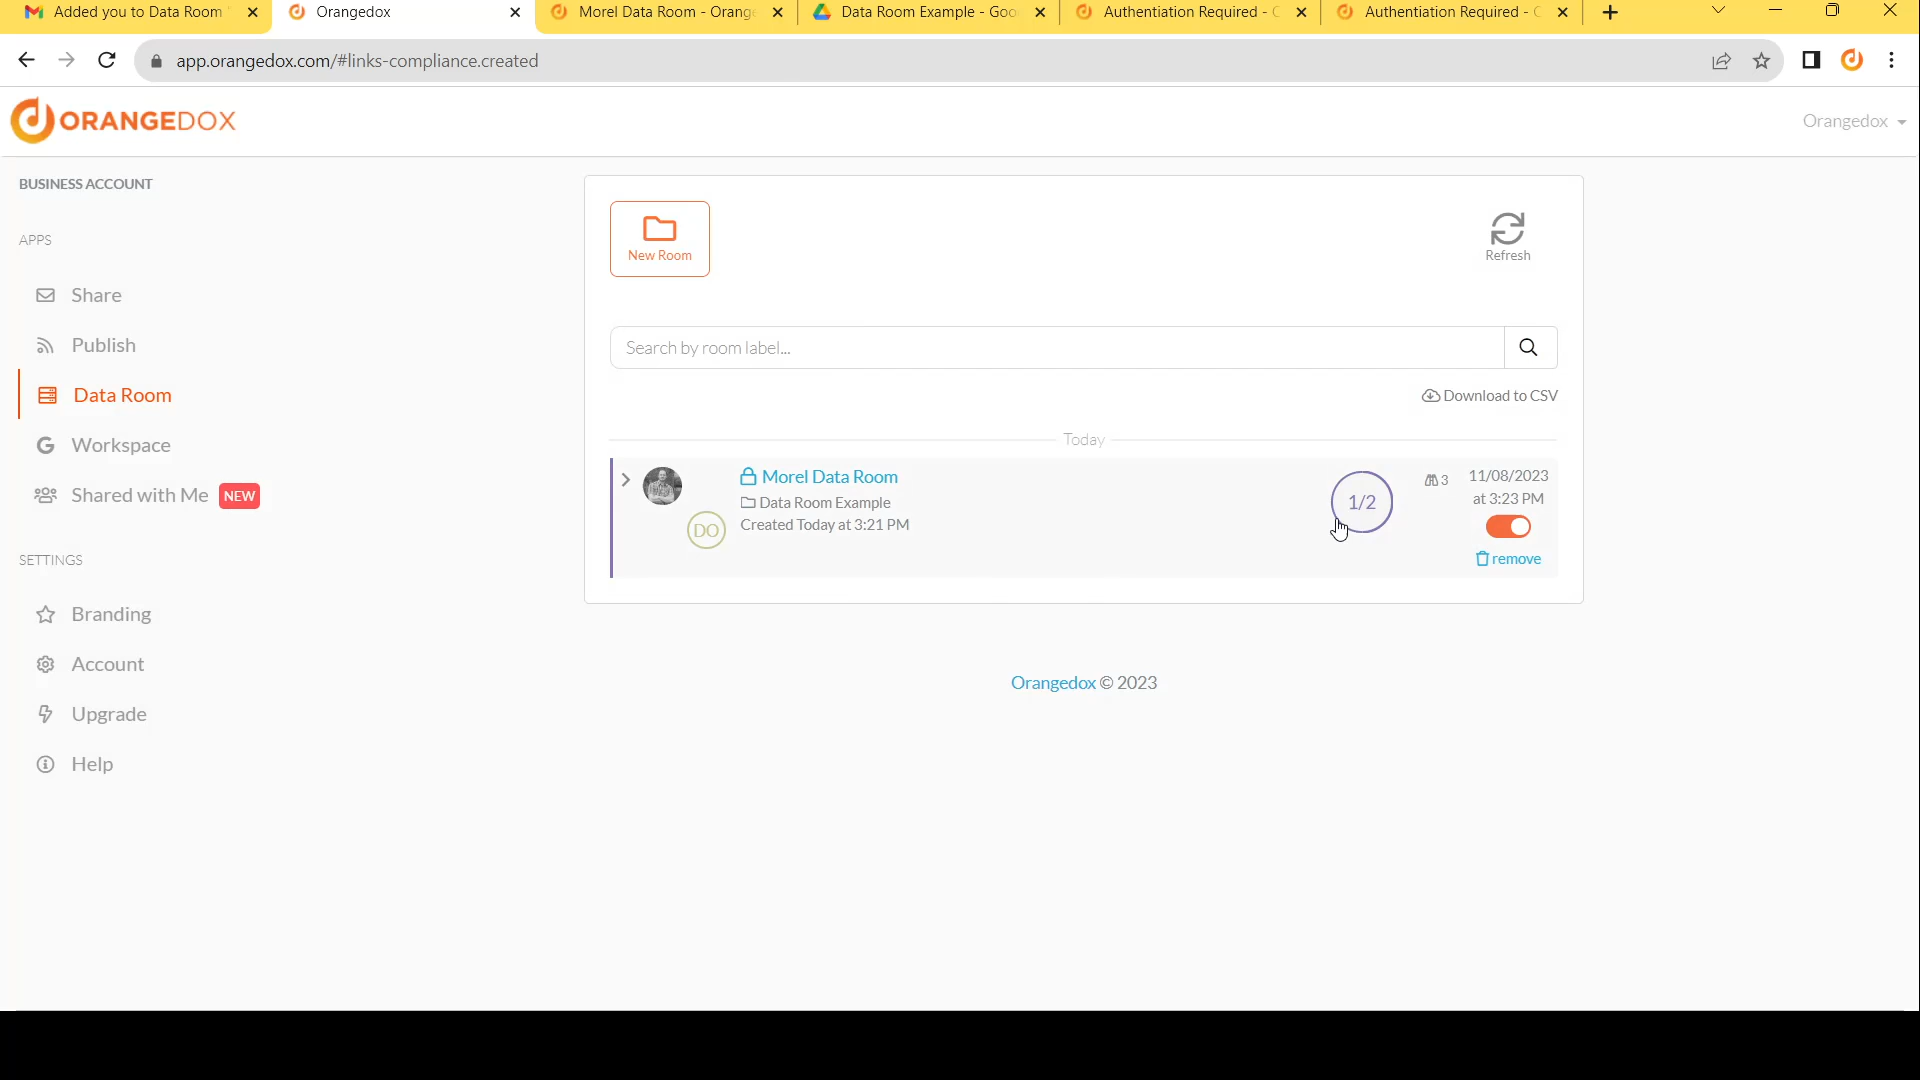 Added you to Data Room
Orangedox
Morel Data Room - Orange
Data Room Example - Goo
Authentiation Required - C
Authentiation Required - C
app.orangedox.com/#links-compliance.created
ORANGEDOX
Orangedox
BUSINESS ACCOUNT
APPS
Share
Publish
Data Room
Workspace
Shared with Me NEW
SETTINGS
Branding
Account
Upgrade
Help
New Room
Refresh
Search by room label...
Download to CSV
Today
DO
Morel Data Room
Data Room Example
Created Today at 3:21 PM
1/2
3
11/08/2023
at 3:23 PM
remove
Orangedox © 2023